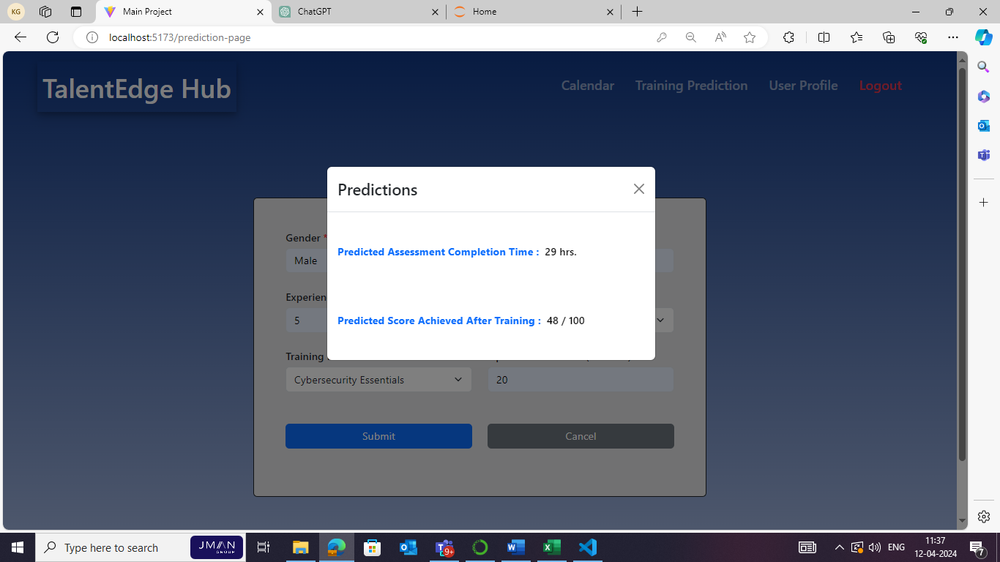 KG
Main Project
ChatGPT
Home
localhost:5173/prediction-page
TalentEdge Hub
Calendar
Training Prediction
User Profile
Logout
Predictions
Predicted Assessment Completion Time : 29 hrs.
Predicted Score Achieved After Training : 48 / 100
Gender *
Male
Experien
5
Training
Cybersecurity Essentials
20
Submit
Cancel
Type here to search
JMAN
GROUP
9+
ENG
11:37
12-04-2024
7